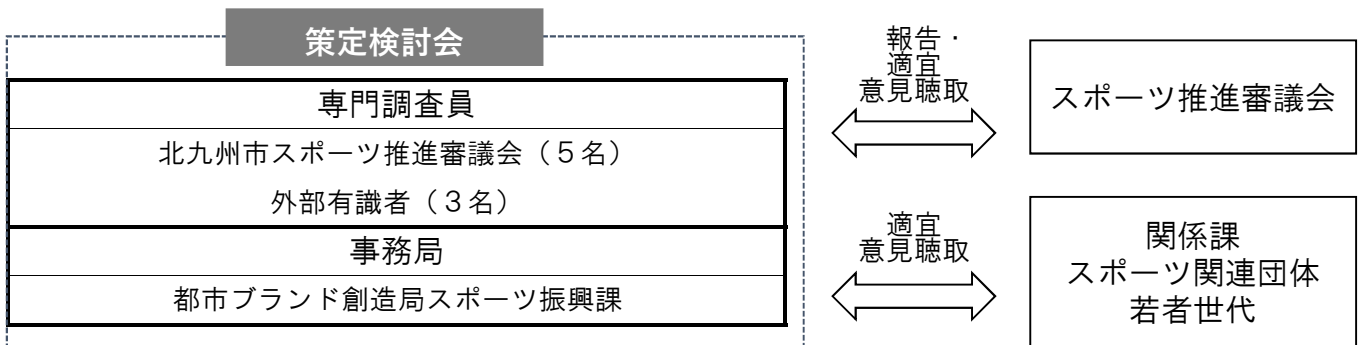 策定検討会
専門調査員
北九州市スポーツ推進審議会（５名）
外部有識者（３名）
事務局
都市ブランド創造局スポーツ振興課
報告・
適宜
意見聴取
スポーツ推進審議会
適宜
意見聴取
関係課
スポーツ関連団体
若者世代